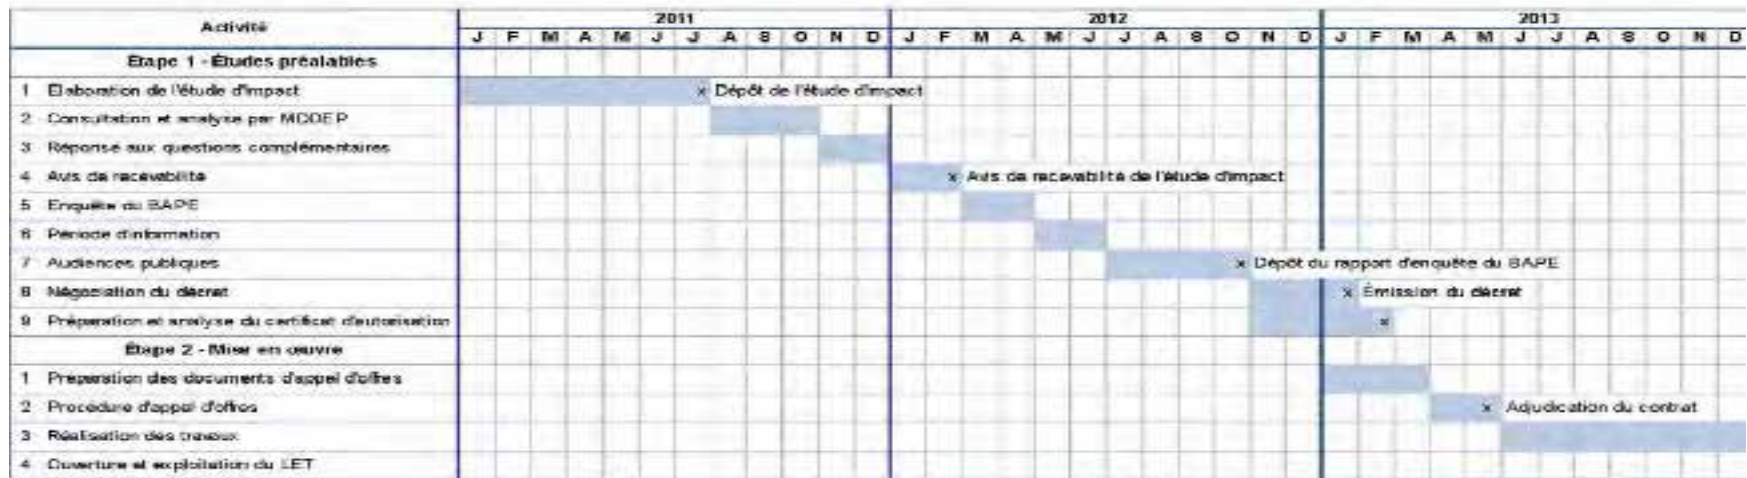 Activité 2011 2012 2013
J F M A M J J A S O N D J F M A M J J A S O N D J F M A M J J A S O N D
Étape 1 - Études préalables
1 Élaboration de l'étude d'impact x Dépôt de l'étude d'impact
2 Consultation et analyse par MDDEP
3 Réponse aux questions complémentaires
4 Avis de recevabilité x Avis de recevabilité de l'étude d'impact
5 Enquête du BAPE
6 Période d'information
7 Audiences publiques x Dépôt du rapport d'enquête du BAPE
8 Négociation du décret x Émission du décret
9 Préparation et analyse du certificat d'autorisation x
Étape 2 - Mise en œuvre
1 Préparation des documents d'appel d'offres
2 Procédure d'appel d'offres x Adjudication du contrat
3 Réalisation des travaux
4 Ouverture et exploitation du LET